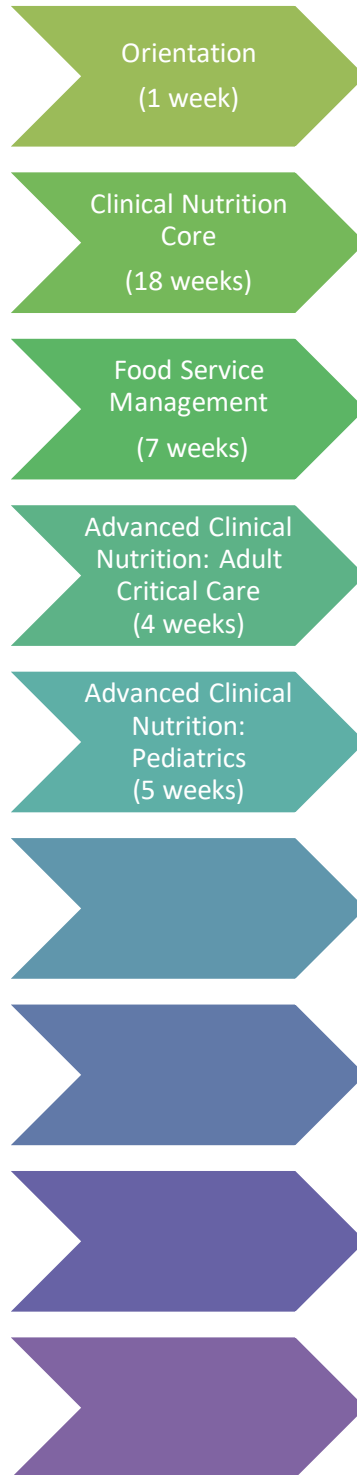 Orientation
(1 week)
Clinical Nutrition
Core
(18 weeks)
Food Service
Management
(7 weeks)
Advanced Clinical
Nutrition: Adult
Critical Care
(4 weeks)
Advanced Clinical
Nutrition:
Pediatrics
(5 weeks)